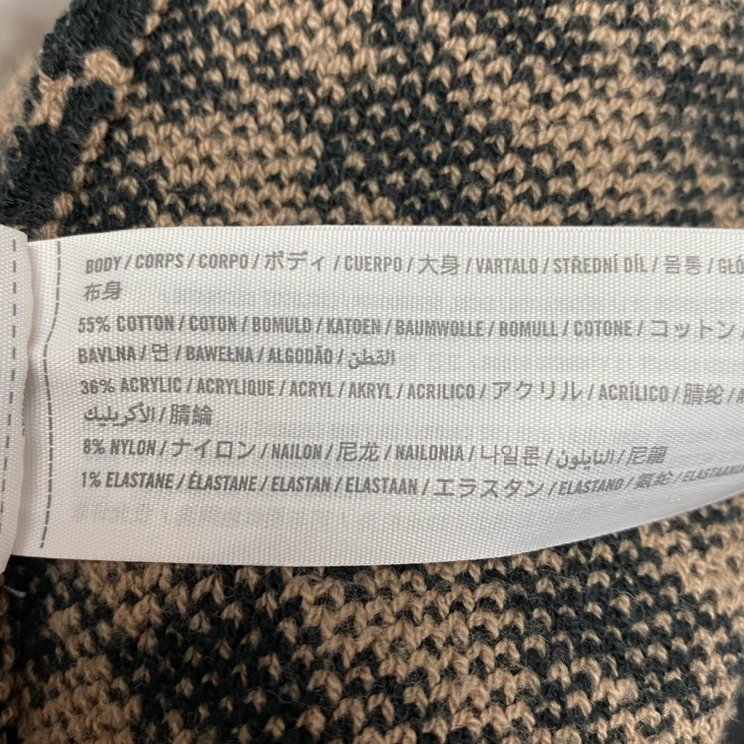 BODY / CORPS / CORPO / ボディ / CUERPO / 大身 / VARTALO / STŘEDNÍ DÍL / 몸통 /
布身
55% COTTON / COTON / BOMULD / KATOEN / BAUMWOLLE / BOMULL / COTONE / コットン /
BAVLNA / 면 / BAWEŁNA / ALGODÃO / القطن
36% ACRYLIC / ACRYLIQUE / ACRYL / AKRYL / ACRILICO / アクリル / ACRÍLICO / 腈纶 /
الأكريليك / 腈綸
8% NYLON / ナイロン / NAILON / 尼龙 / NAILONIA / 나일론 / النايلون / 尼龍
1% ELASTANE / ÉLASTANE / ELASTAN / ELASTAAN / エラスタン / ELASTANO / 氨纶 /